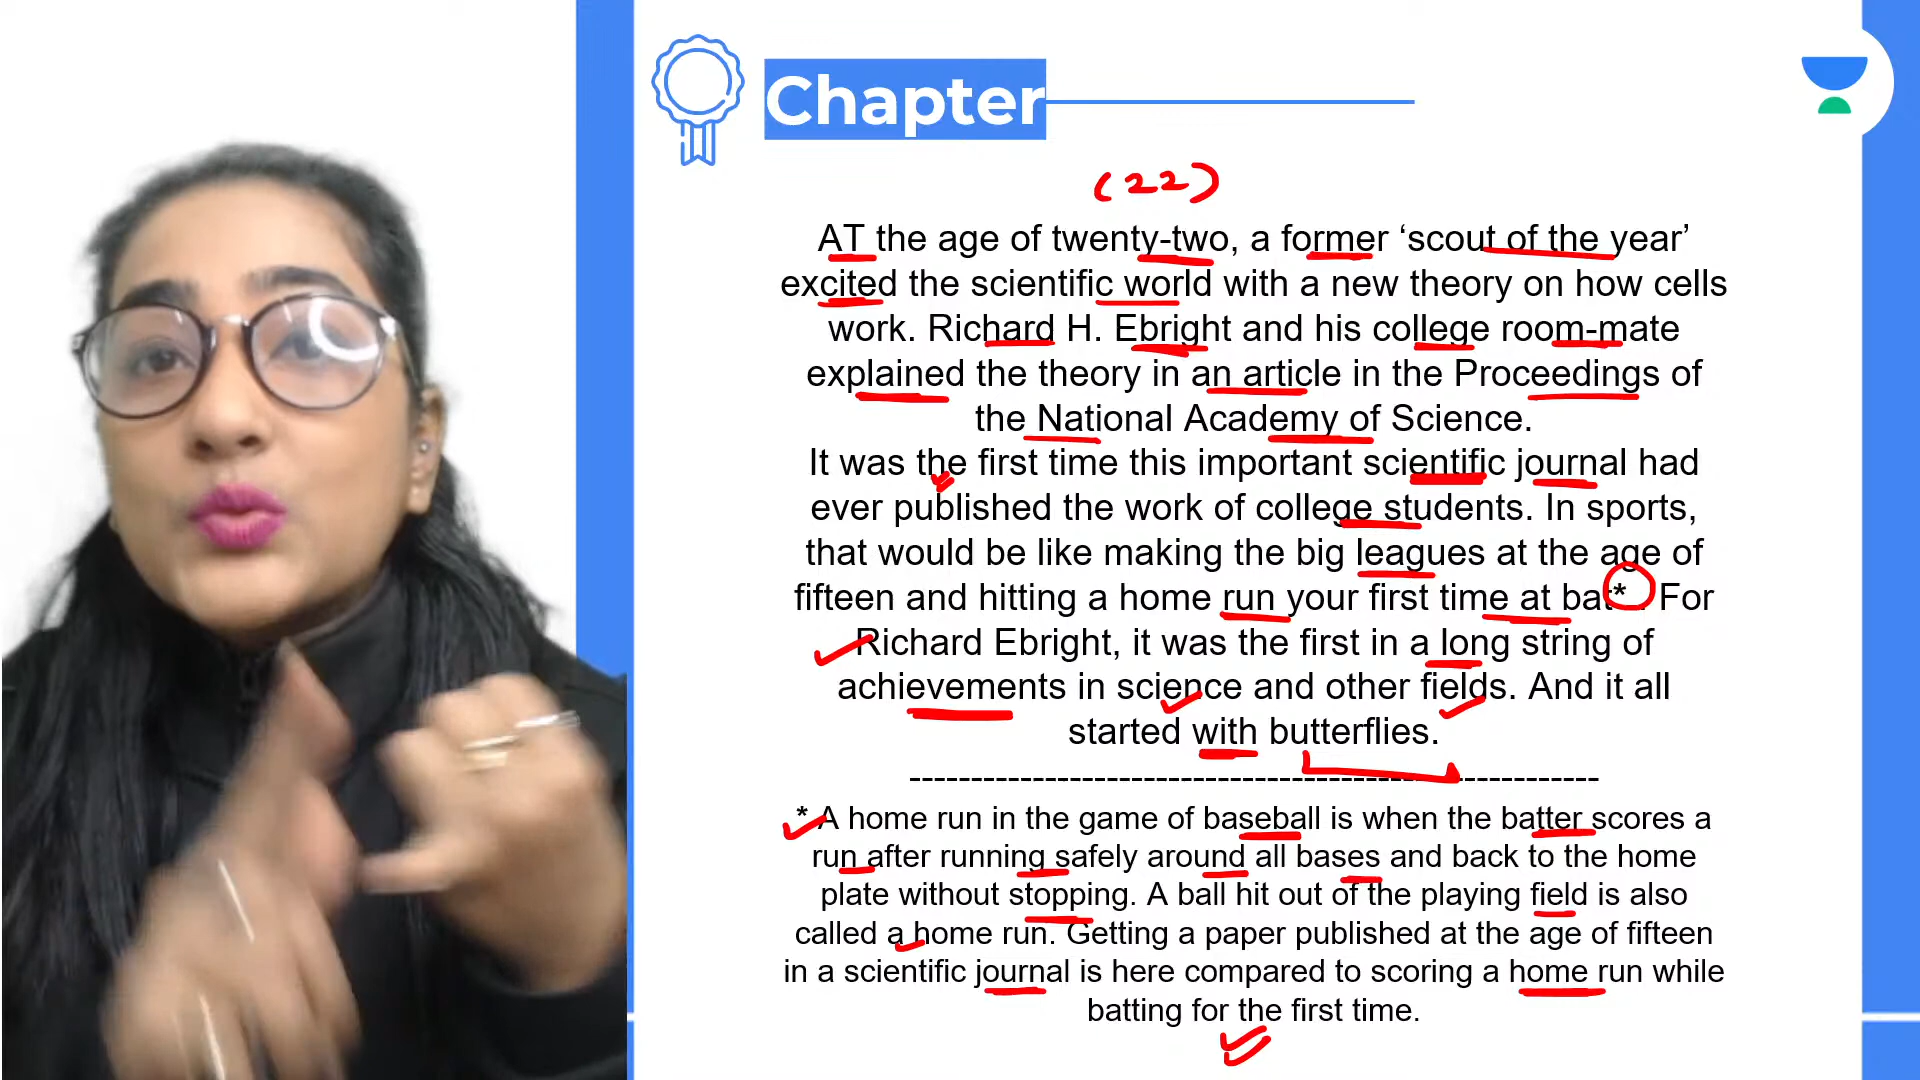 Chapter
(22)
AT the age of twenty-two, a former ‘scout of the year’
excited the scientific world with a new theory on how cells
work. Richard H. Ebright and his college room-mate
explained the theory in an article in the Proceedings of
the National Academy of Science.
It was the first time this important scientific journal had
ever published the work of college students. In sports,
that would be like making the big leagues at the age of
fifteen and hitting a home run your first time at bat* . For
Richard Ebright, it was the first in a long string of
achievements in science and other fields. And it all
started with butterflies.
---------------------------------------------------------
* A home run in the game of baseball is when the batter scores a
run after running safely around all bases and back to the home
plate without stopping. A ball hit out of the playing field is also
called a home run. Getting a paper published at the age of fifteen
in a scientific journal is here compared to scoring a home run while
batting for the first time.